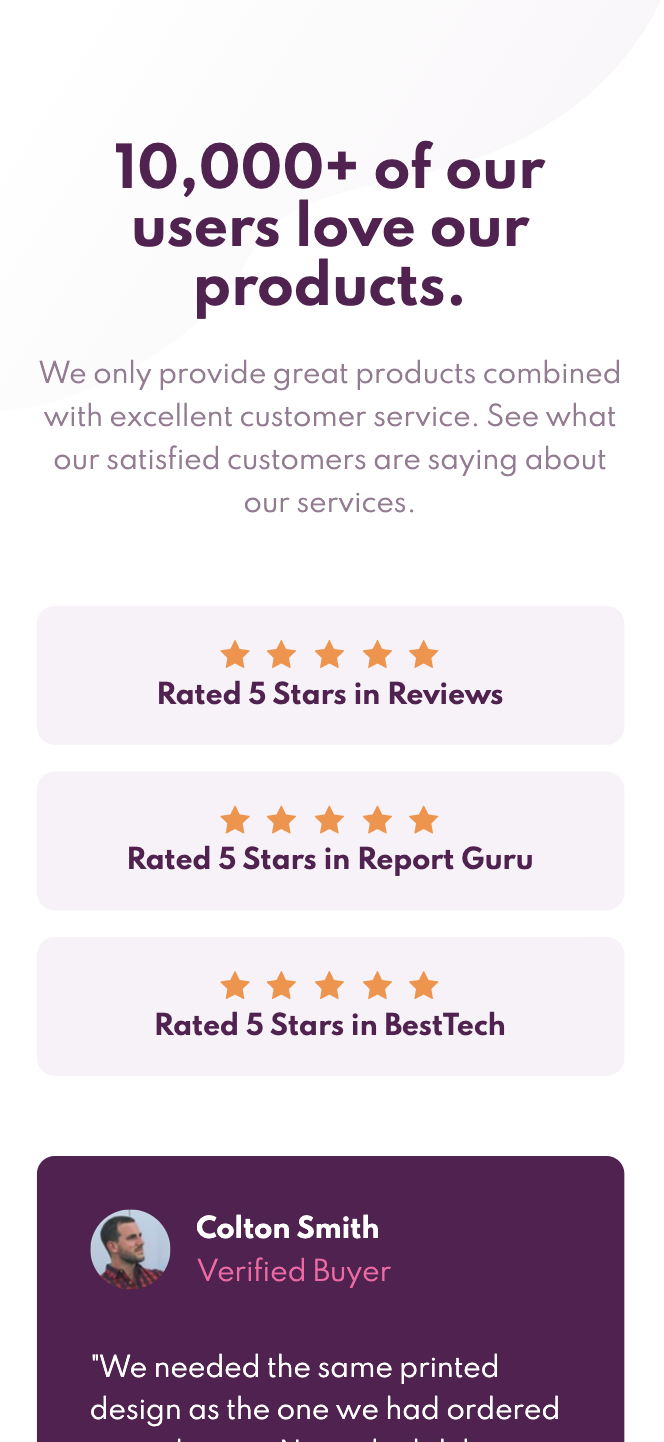 10,000+ of our
users love our
products.
We only provide great products combined
with excellent customer service. See what
our satisfied customers are saying about
our services.
Rated 5 Stars in Reviews
Rated 5 Stars in Report Guru
Rated 5 Stars in BestTech
Colton Smith
Verified Buyer
"We needed the same printed
design as the one we had ordered